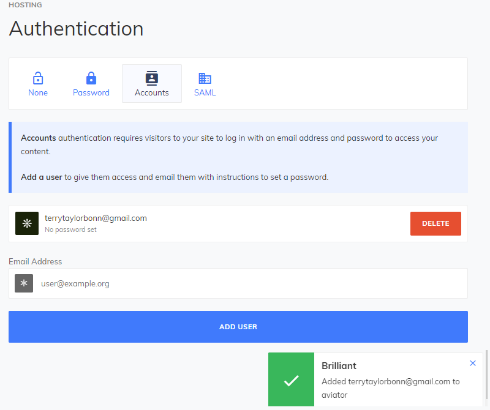 HOSTING
Authentication
None
Password
Accounts
SAML
Accounts authentication requires visitors to your site to log in with an email address and password to access your
content.
Add a user to give them access and email them with instructions to set a password.
terrytaylorbonn@gmail.com
No password set
DELETE
Email Address
user@example.org
ADD USER
Brilliant
Added terrytaylorbonn@gmail.com to
aviator